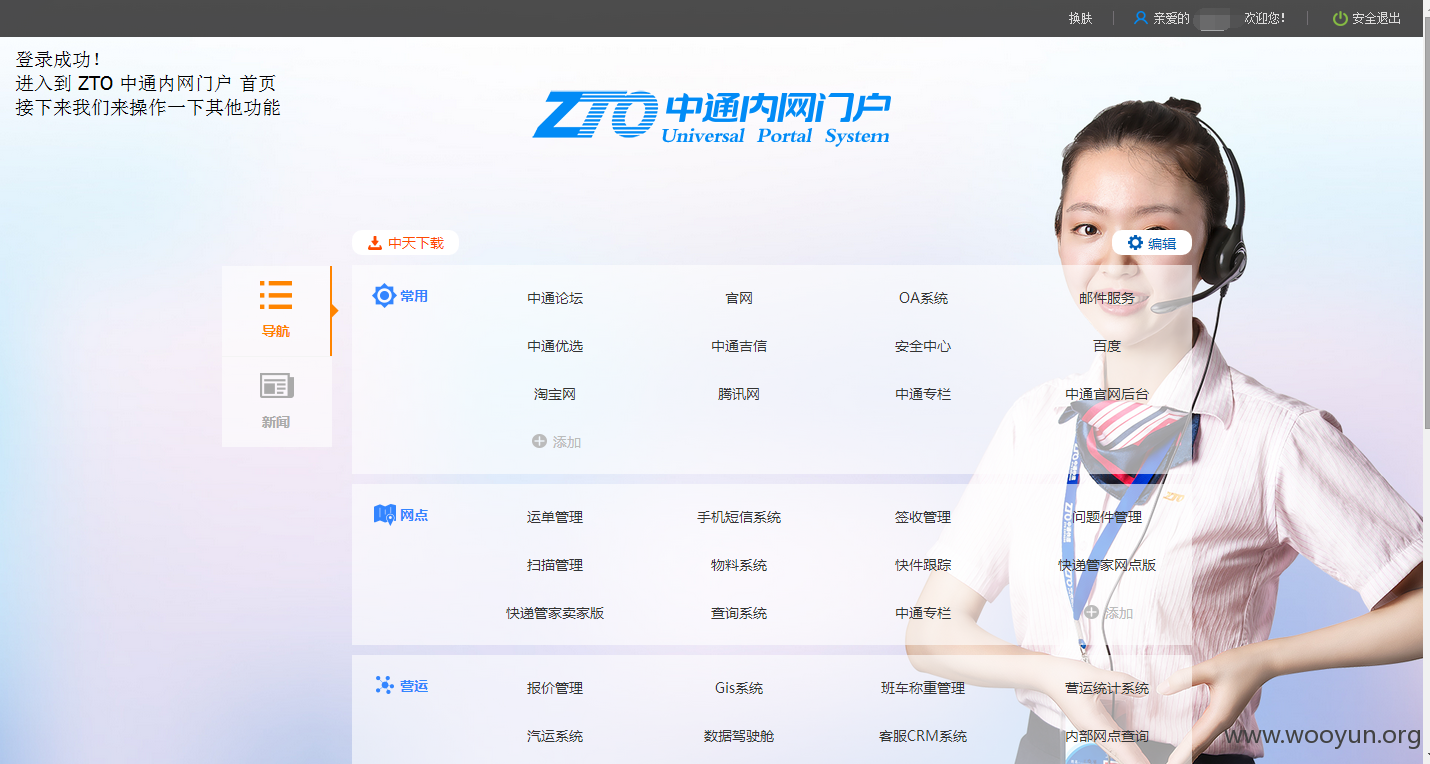 换肤 亲爱的 欢迎您! 安全退出
登录成功!
进入到 ZTO 中通内网门户 首页
接下来我们来操作一下其他功能
ZTO 中通内网门户
Universal Portal System
中天下载 编辑
导航
新闻
常用 中通论坛 官网 OA系统 邮件服务
中通优选 中通吉信 安全中心 百度
淘宝网 腾讯网 中通专栏 中通官网后台
添加
网点 运单管理 手机短信系统 签收管理 问题件管理
扫描管理 物料系统 快件跟踪 快递管家网点版
快递管家卖家版 查询系统 中通专栏 添加
营运 报价管理 Gis系统 班车称重管理 营运统计系统
汽运系统 数据驾驶舱 客服CRM系统 内部网点查询
ZTO
www.wooyun.org